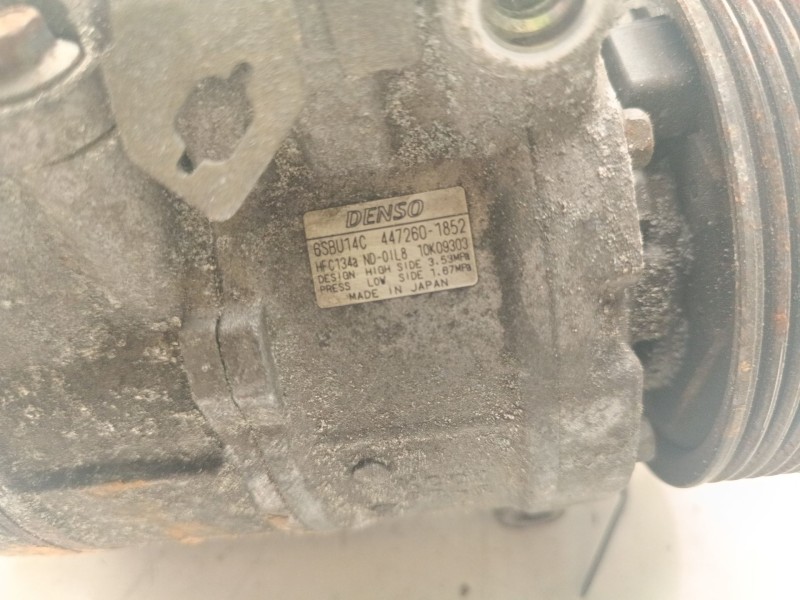 DENSO
6SBU14C 447260-1852
HFC134a ND-OIL8 10K09303
DESIGN HIGH SIDE 3.53MPa
PRESS LOW SIDE 1.67MPa
MADE IN JAPAN